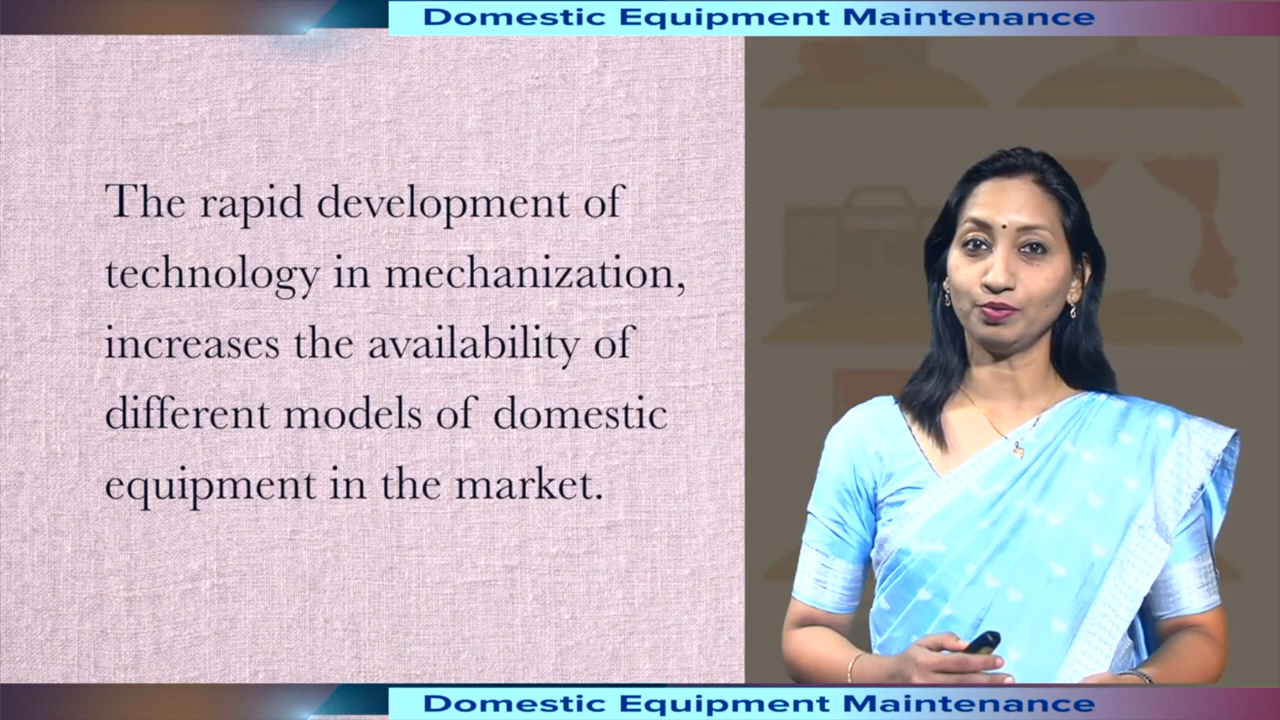 Domestic Equipment Maintenance
The rapid development of
technology in mechanization,
increases the availability of
different models of domestic
equipment in the market.
Domestic Equipment Maintenance